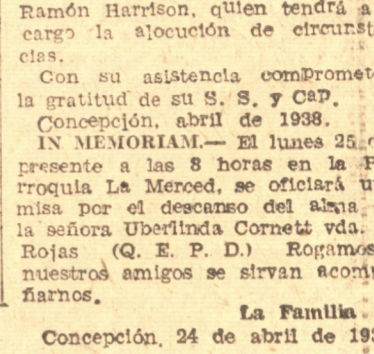 Ramón Harrison, quien tendrá a
cargo la alocución de circunst
cias.
Con su asistencia compromet
la gratitud de su S. S. y Cap.
Concepción, abril de 1938.
IN MEMORIAM.— El lunes 25
presente a las 8 horas en la P
rroquia La Merced, se oficiará u
misa por el descanso del alma
la señora Uberlinda Cornett vda.
Rojas (Q. E. P. D.) Rogamos
nuestros amigos se sirvan acom
ñarnos.
La Familia
Concepción, 24 de abril de 193